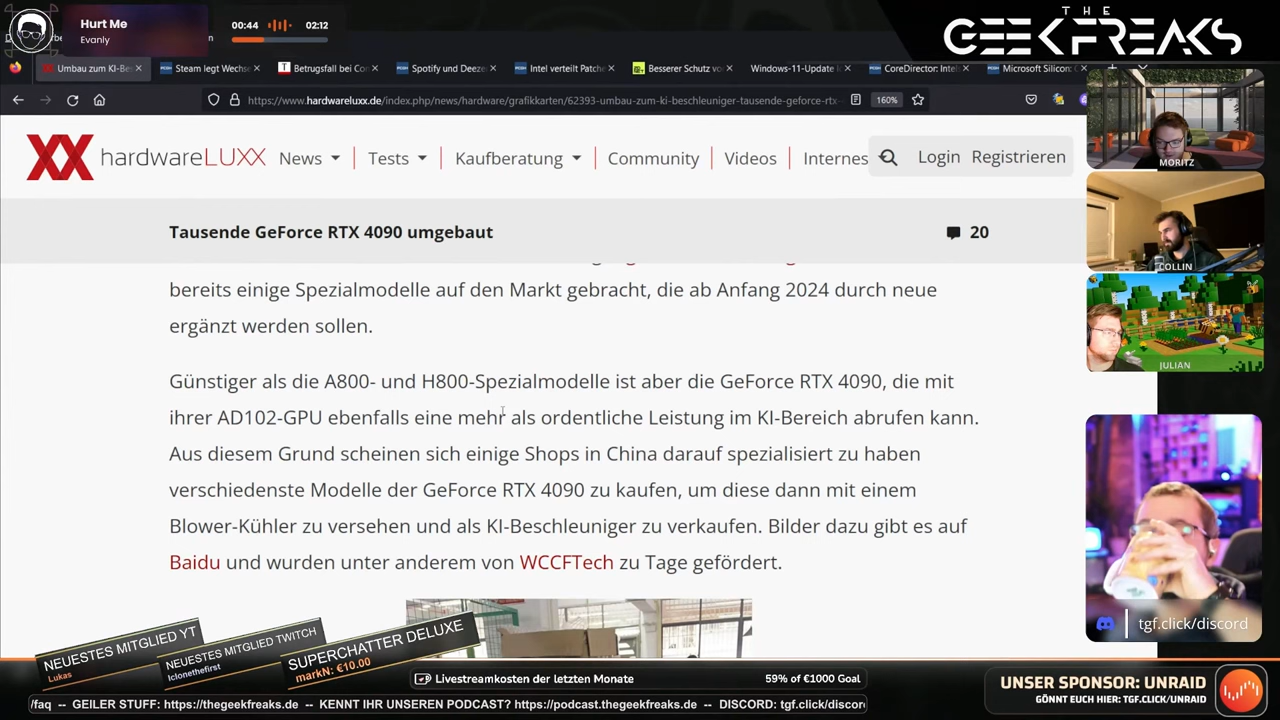 Hurt Me
Evanly
00:44
02:12
THE
GEEKFREAKS
Umbau zum KI-Be
Steam legt Wechse
Betrugsfall bei Con
Spotify und Deeze
Intel verteilt Patche
Besserer Schutz vo
Windows-11-Update
CoreDirector: Intel
Microsoft Silicon: C
https://www.hardwareluxx.de/index.php/news/hardware/grafikkarten/62393-umbau-zum-ki-beschleuniger-tausende-geforce-rtx-
160%
hardwareLUXX
News
Tests
Kaufberatung
Community
Videos
Internes
Login
Registrieren
Tausende GeForce RTX 4090 umgebaut
20
bereits einige Spezialmodelle auf den Markt gebracht, die ab Anfang 2024 durch neue
ergänzt werden sollen.
Günstiger als die A800- und H800-Spezialmodelle ist aber die GeForce RTX 4090, die mit
ihrer AD102-GPU ebenfalls eine mehr als ordentliche Leistung im KI-Bereich abrufen kann.
Aus diesem Grund scheinen sich einige Shops in China darauf spezialisiert zu haben
verschiedenste Modelle der GeForce RTX 4090 zu kaufen, um diese dann mit einem
Blower-Kühler zu versehen und als KI-Beschleuniger zu verkaufen. Bilder dazu gibt es auf
Baidu und wurden unter anderem von WCCFTech zu Tage gefördert.
MORITZ
COLLIN
JULIAN
tgf.click/discord
NEUESTES MITGLIED YT
Lukas
NEUESTES MITGLIED TWITCH
Iclonethefirst
SUPERCHATTER DELUXE
markN: €10.00
Livestreamkosten der letzten Monate
59% of €1000 Goal
/faq -- GEILER STUFF: https://thegeekfreaks.de -- KENNT IHR UNSEREN PODCAST? https://podcast.thegeekfreaks.de -- DISCORD: tgf.click/discor
UNSER SPONSOR: UNRAID
GÖNNT EUCH HIER: TGF.CLICK/UNRAID